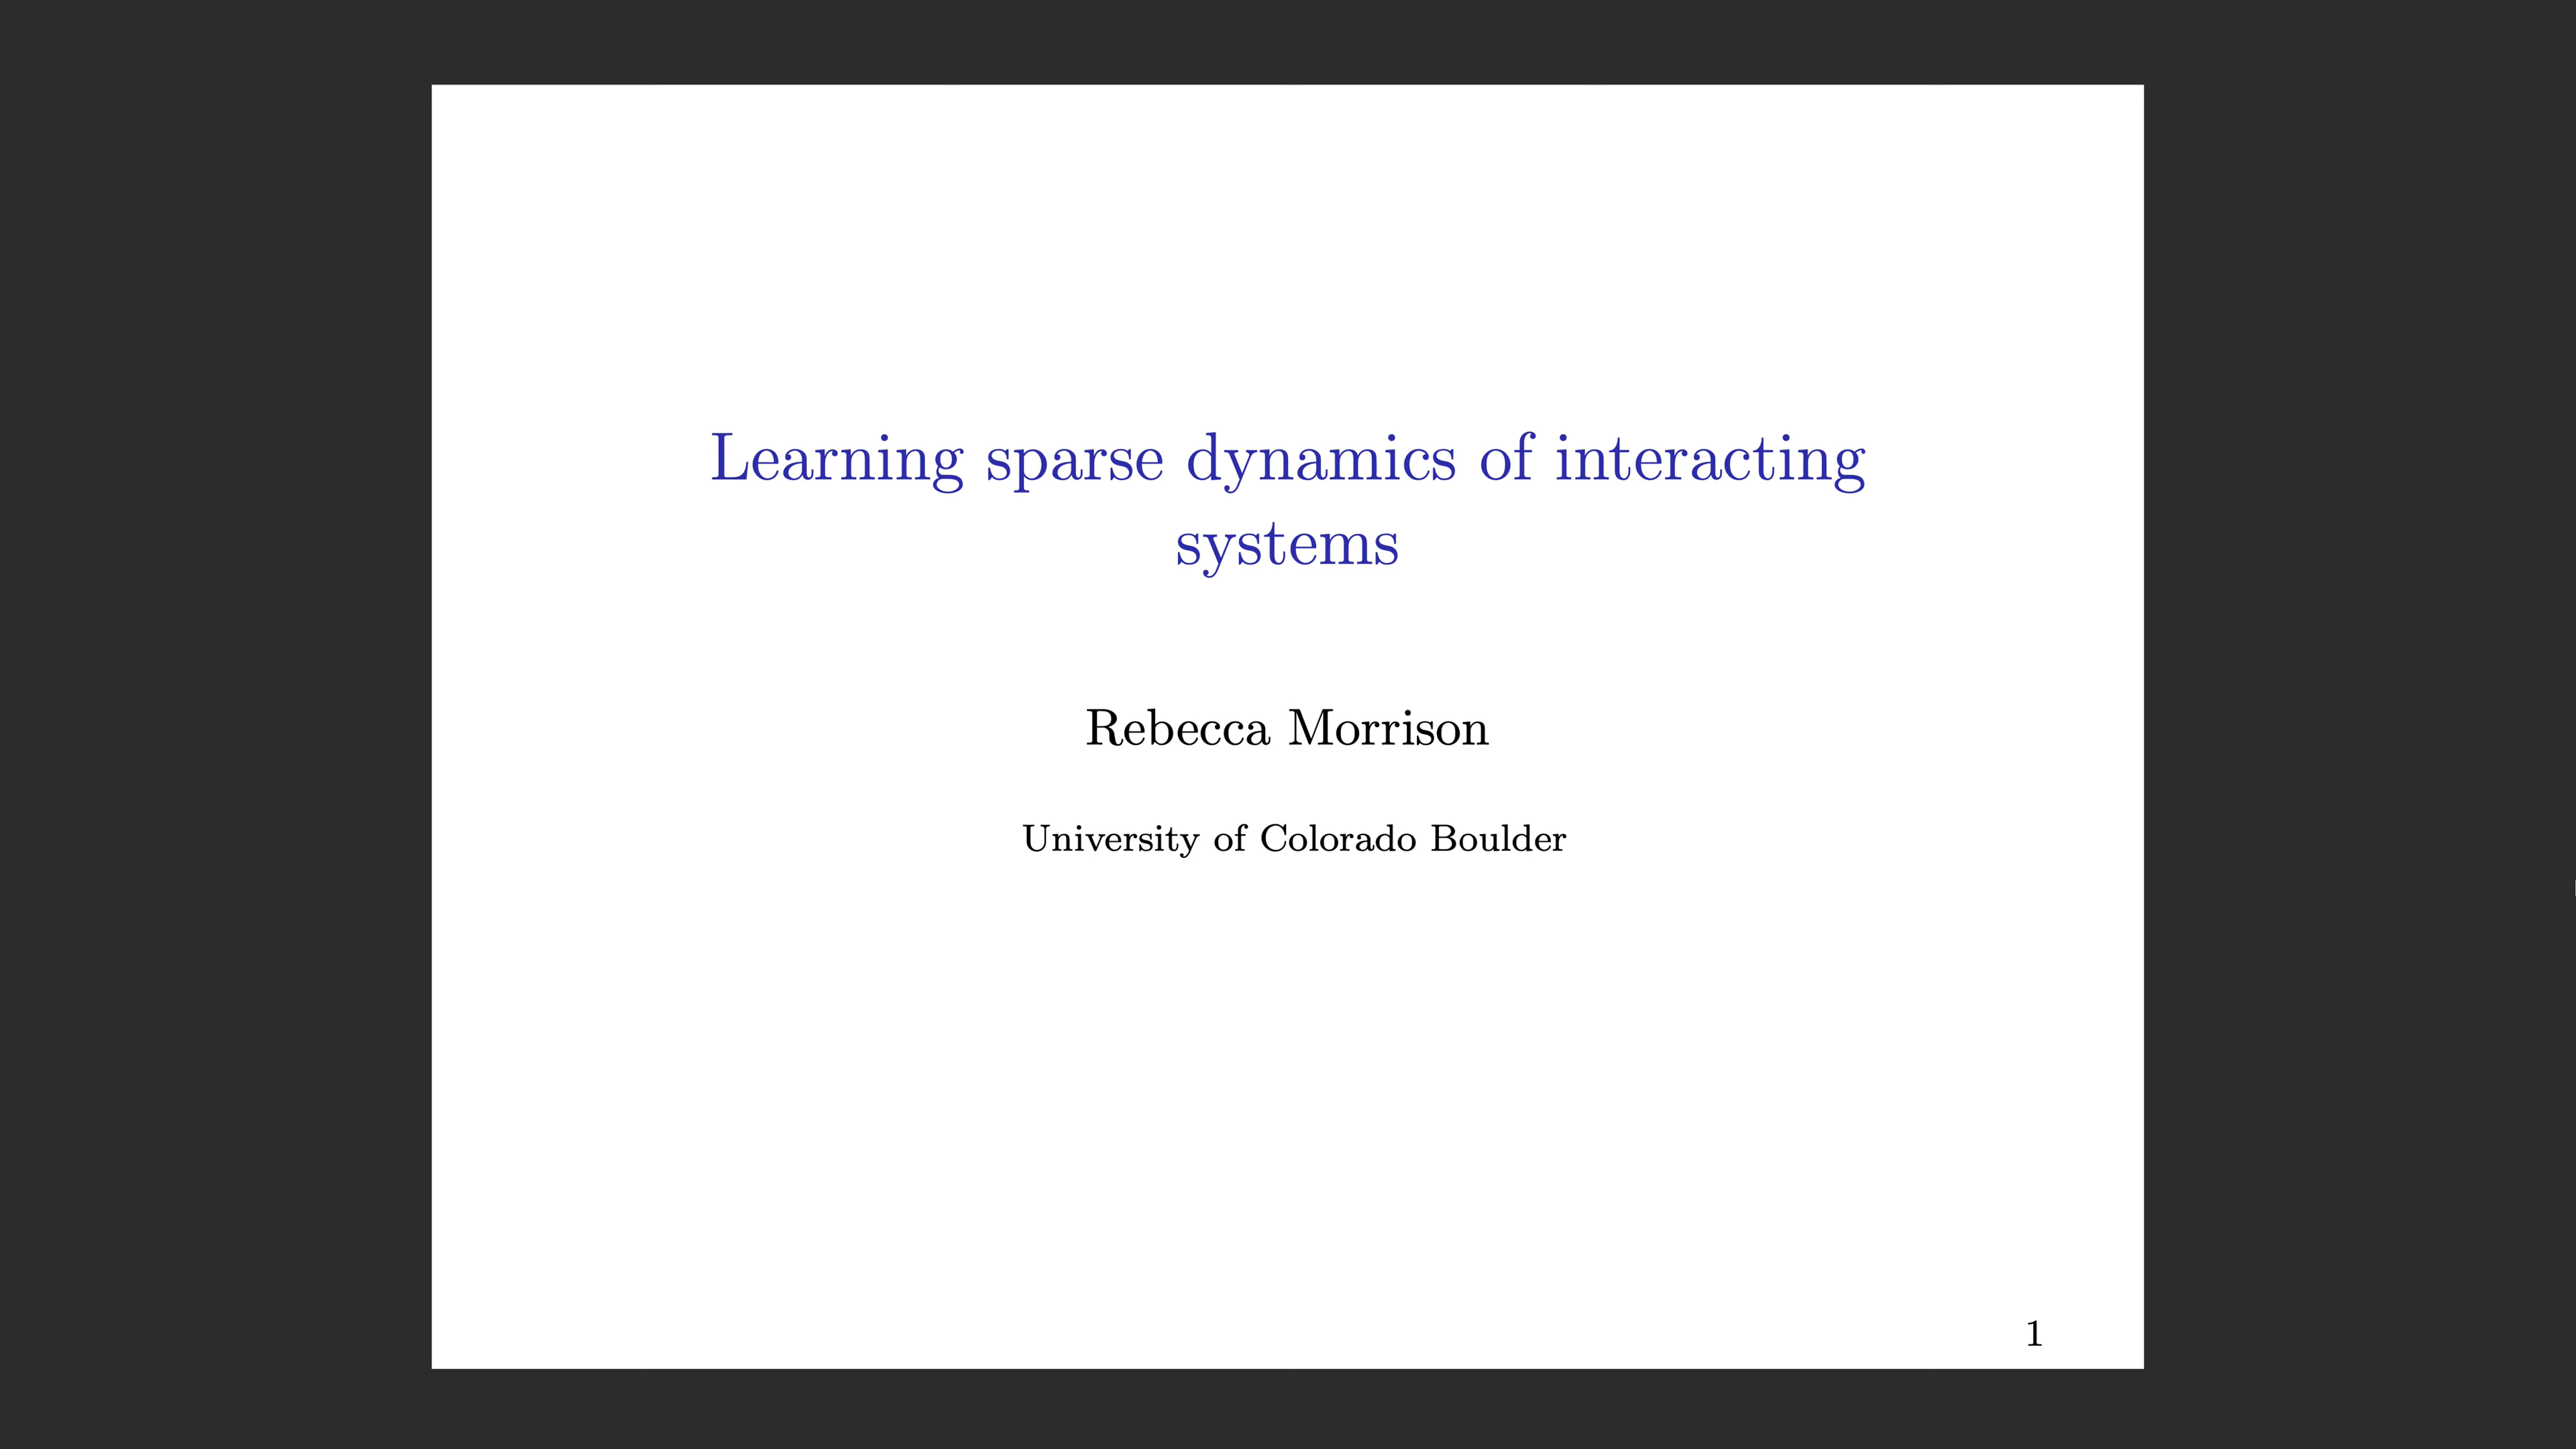 Learning sparse dynamics of interacting
systems
Rebecca Morrison
University of Colorado Boulder
1